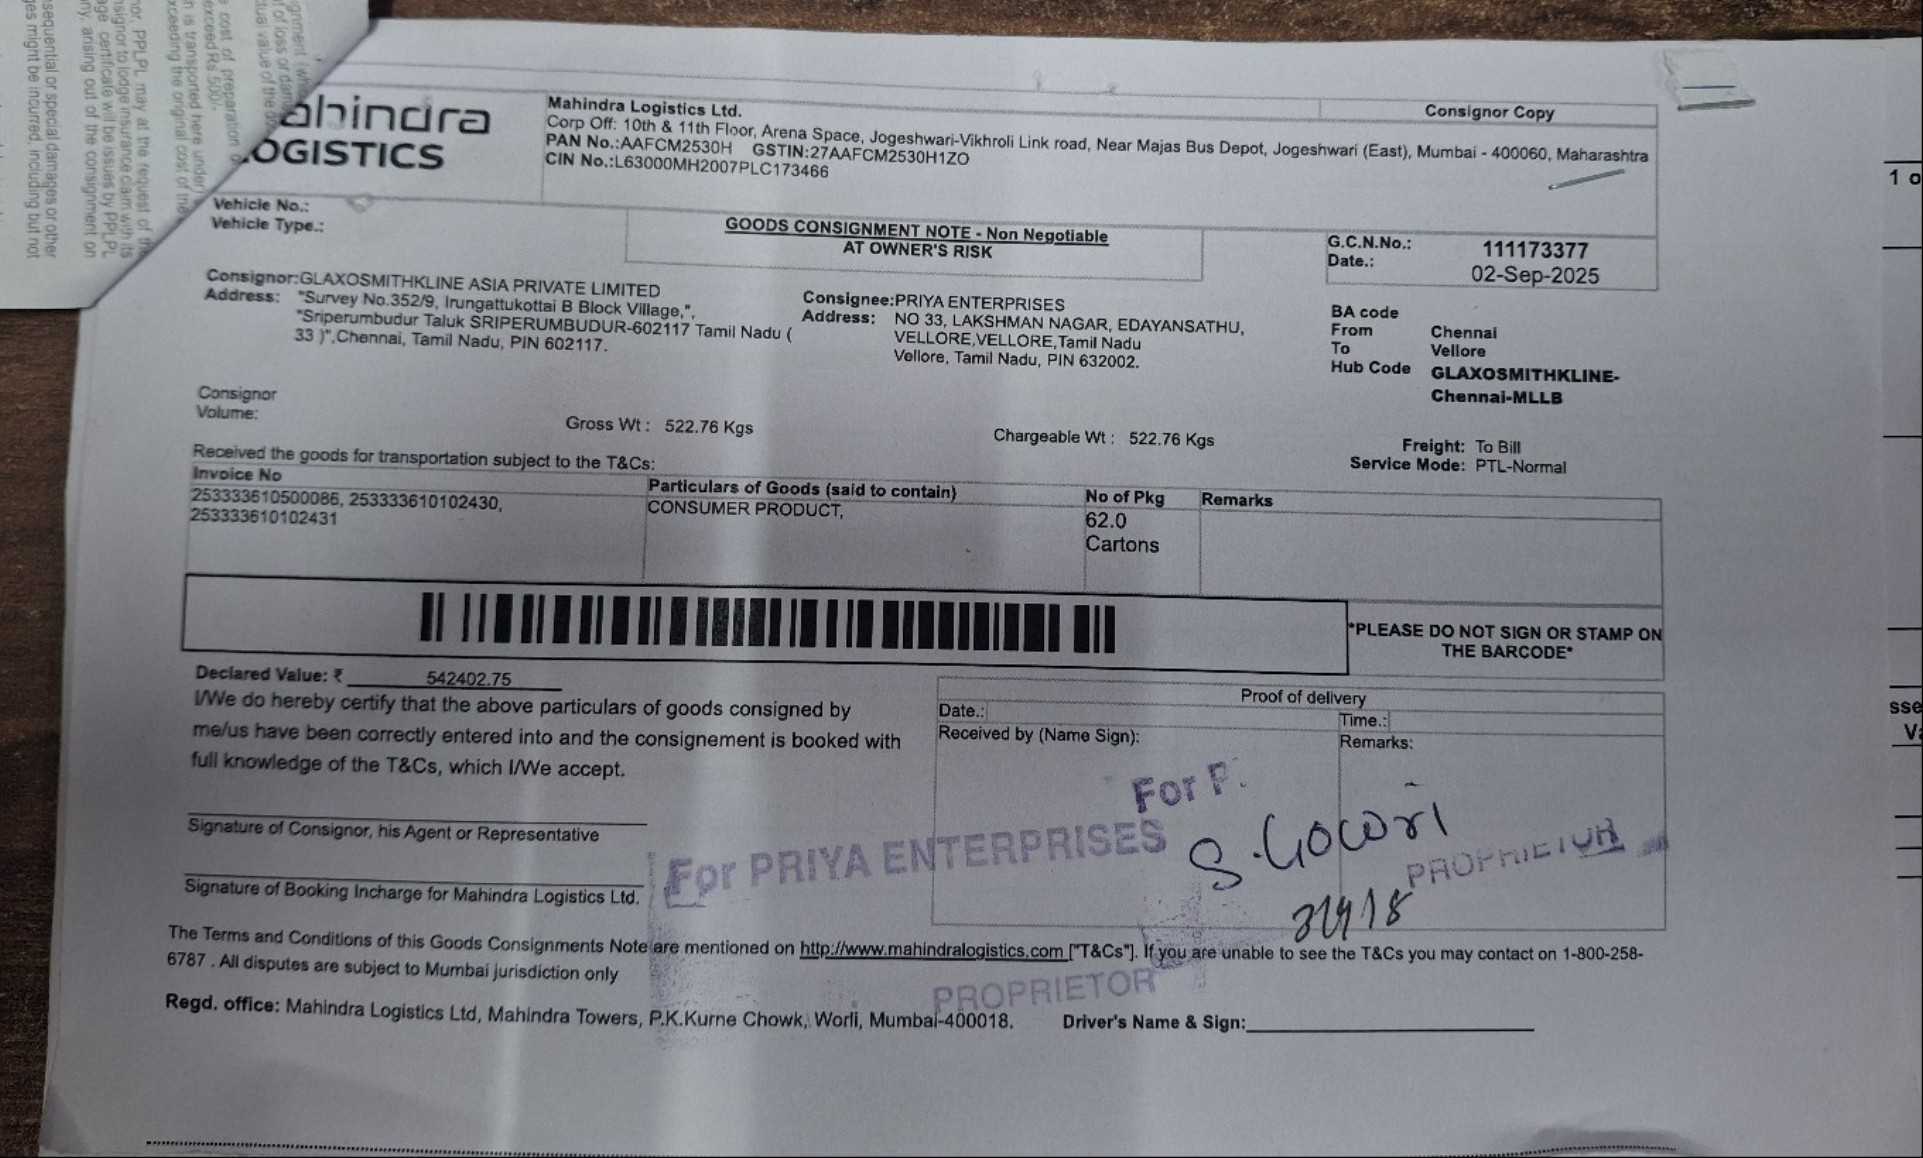 ahindra
LOGISTICS
Mahindra Logistics Ltd.
Corp Off: 10th & 11th Floor, Arena Space, Jogeshwari-Vikhroli Link road, Near Majas Bus Depot, Jogeshwari (East), Mumbai - 400060, Maharashtra
PAN No.:AAFCM2530H GSTIN:27AAFCM2530H1ZO
CIN No.:L63000MH2007PLC173466
Consignor Copy
Vehicle No.:
Vehicle Type.:
GOODS CONSIGNMENT NOTE - Non Negotiable
AT OWNER'S RISK
G.C.N.No.: 111173377
Date.: 02-Sep-2025
Consignor:GLAXOSMITHKLINE ASIA PRIVATE LIMITED
Address: "Survey No.352/9, Irungattukottai B Block Village,",
"Sriperumbudur Taluk SRIPERUMBUDUR-602117 Tamil Nadu (
33 )",Chennai, Tamil Nadu, PIN 602117.
Consignee:PRIYA ENTERPRISES
Address: NO 33, LAKSHMAN NAGAR, EDAYANSATHU,
VELLORE,VELLORE,Tamil Nadu
Vellore, Tamil Nadu, PIN 632002.
BA code
From Chennai
To Vellore
Hub Code GLAXOSMITHKLINE-
Chennai-MLLB
Consignor
Volume:
Gross Wt : 522.76 Kgs
Chargeable Wt : 522.76 Kgs
Freight: To Bill
Service Mode: PTL-Normal
Received the goods for transportation subject to the T&Cs:
Invoice No Particulars of Goods (said to contain) No of Pkg Remarks
253333610500086, 253333610102430,
253333610102431
CONSUMER PRODUCT,
62.0
Cartons
*PLEASE DO NOT SIGN OR STAMP ON
THE BARCODE*
Declared Value: ₹ 542402.75
I/We do hereby certify that the above particulars of goods consigned by
me/us have been correctly entered into and the consignement is booked with
full knowledge of the T&Cs, which I/We accept.
Proof of delivery
Date.: Time.:
Received by (Name Sign): Remarks:
For P.
S. Gowri
PROPRIETOR
For PRIYA ENTERPRISES
PROPRIETOR
Signature of Consignor, his Agent or Representative
Signature of Booking Incharge for Mahindra Logistics Ltd.
The Terms and Conditions of this Goods Consignments Note are mentioned on http://www.mahindralogistics.com ["T&Cs"]. If you are unable to see the T&Cs you may contact on 1-800-258-
6787 . All disputes are subject to Mumbai jurisdiction only
Regd. office: Mahindra Logistics Ltd, Mahindra Towers, P.K.Kurne Chowk, Worli, Mumbai-400018.
Driver's Name & Sign: